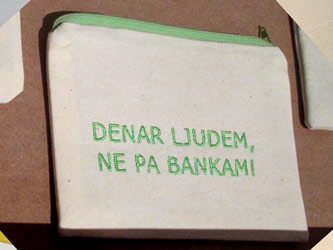 DENAR LJUDEM,
NE PA BANKAM!